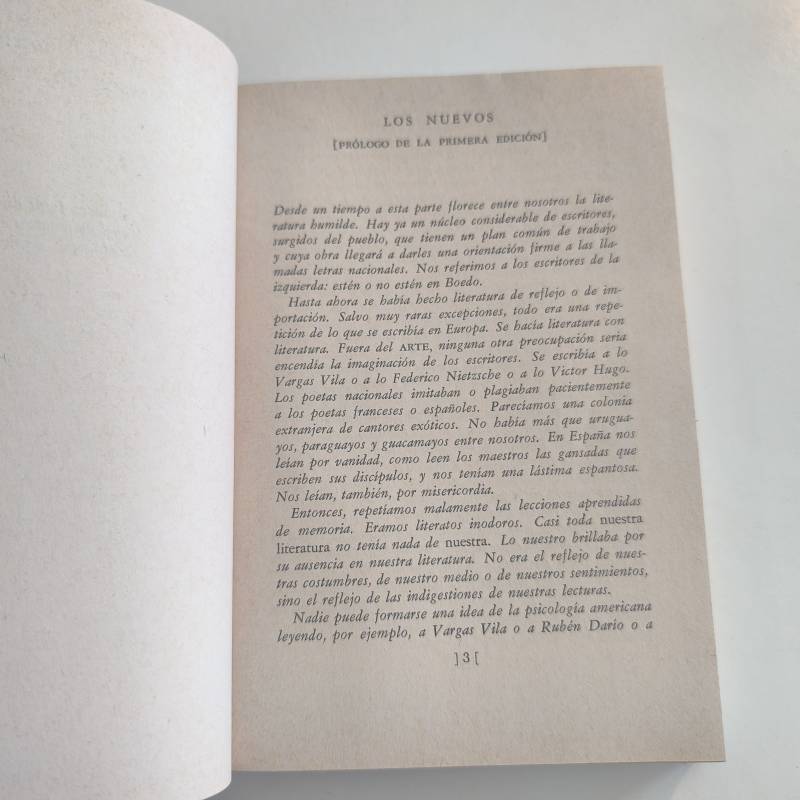 LOS NUEVOS
[PRÓLOGO DE LA PRIMERA EDICIÓN]
Desde un tiempo a esta parte florece entre nosotros la lite-
ratura humilde. Hay ya un núcleo considerable de escritores,
surgidos del pueblo, que tienen un plan común de trabajo
y cuya obra llegará a darles una orientación firme a las lla-
madas letras nacionales. Nos referimos a los escritores de la
izquierda: estén o no estén en Boedo.
Hasta ahora se había hecho literatura de reflejo o de im-
portación. Salvo muy raras excepciones, todo era una repe-
tición de lo que se escribía en Europa. Se hacía literatura con
literatura. Fuera del ARTE, ninguna otra preocupación seria
encendía la imaginación de los escritores. Se escribía a lo
Vargas Vila o a lo Federico Nietzsche o a lo Victor Hugo.
Los poetas nacionales imitaban o plagiaban pacientemente
a los poetas franceses o españoles. Parecíamos una colonia
extranjera de cantores exóticos. No había más que urugua-
yos, paraguayos y guacamayos entre nosotros. En España nos
leían por vanidad, como leen los maestros las gansadas que
escriben sus discípulos, y nos tenían una lástima espantosa.
Nos leían, también, por misericordia.
Entonces, repetíamos malamente las lecciones aprendidas
de memoria. Eramos literatos inodoros. Casi toda nuestra
literatura no tenía nada de nuestra. Lo nuestro brillaba por
su ausencia en nuestra literatura. No era el reflejo de nues-
tras costumbres, de nuestro medio o de nuestros sentimientos,
sino el reflejo de las indigestiones de nuestras lecturas.
Nadie puede formarse una idea de la psicología americana
leyendo, por ejemplo, a Vargas Vila o a Rubén Darío o a
]3[